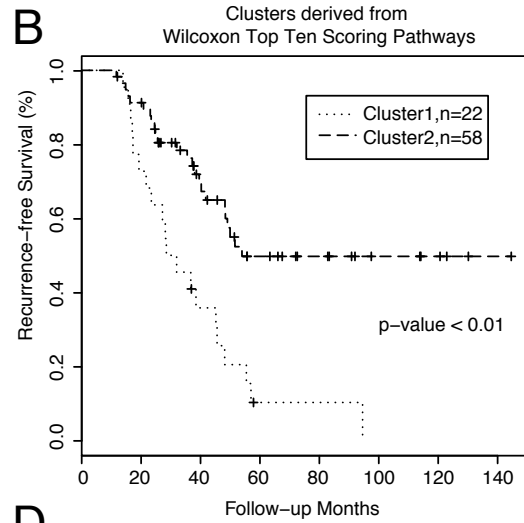 B
Clusters derived from
Wilcoxon Top Ten Scoring Pathways
Recurrence-free Survival (%)
1.0
0.8
0.6
0.4
0.2
0.0
Cluster1,n=22
Cluster2,n=58
p-value < 0.01
0 20 40 60 80 100 120 140
Follow-up Months
D